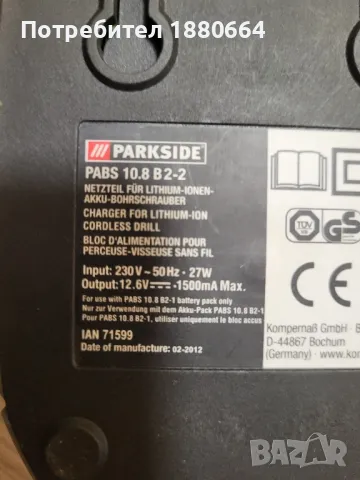 Потребител 1880664
PARKSIDE®
PABS 10.8 B2-2
NETZTEIL FÜR LITHIUM-IONEN-
AKKU-BOHRSCHRAUBER
CHARGER FOR LITHIUM-ION
CORDLESS DRILL
BLOC D'ALIMENTATION POUR
PERCEUSE-VISSEUSE SANS FIL
Input: 230V~50Hz · 27W
Output: 12.6V⎓1500mA Max.
For use with PABS 10.8 B2-1 battery pack only
Nur zur Verwendung mit dem Akku-Pack PABS 10.8 B2-1
Pour PABS 10.8 B2-1, utiliser uniquement le bloc accus
IAN 71599
Date of manufacture: 02-2012
TÜV
GS
CE
Kompernaß GmbH · B
D-44867 Bochum
(Germany) · www.ko
BAZAR